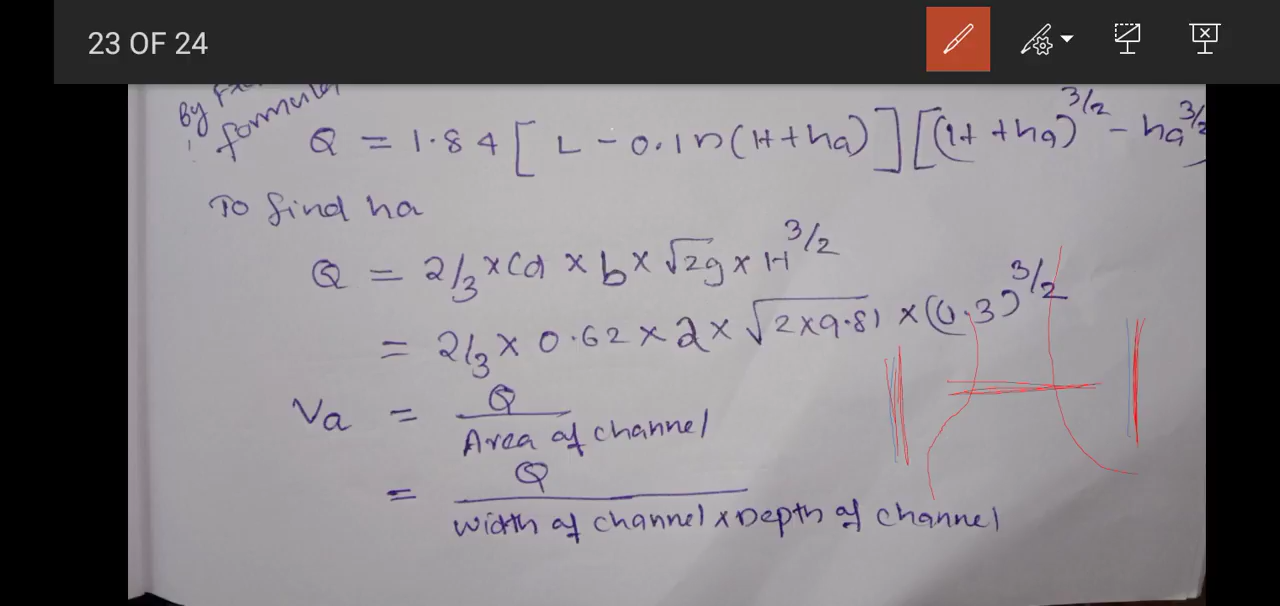 23 OF 24
By
formula
Q = 1.84 [ L - 0.1n(H+ha) ] [(H+ha)^3/2 - ha^3/2
To find ha
Q = 2/3 × Cd × b × √2g × H^3/2
= 2/3 × 0.62 × 2 × √2×9.81 × (0.3)^3/2
Va = Q / Area of channel
= Q / Width of channel × Depth of channel